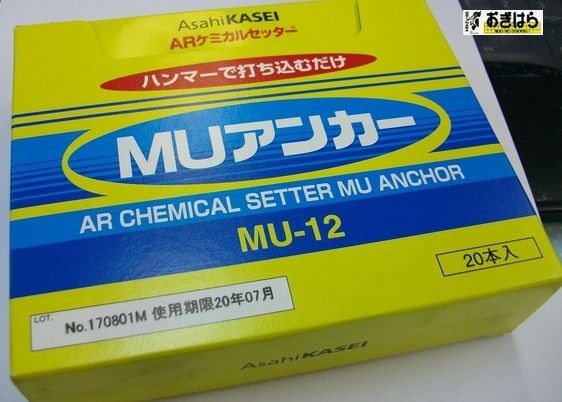 おぎはら
AsahiKASEI
ARケミカルセッター®
ハンマーで打ち込むだけ
MUアンカー
AR CHEMICAL SETTER MU ANCHOR
MU-12
20本入
LOT. No.170801M 使用期限20年07月
AsahiKASEI